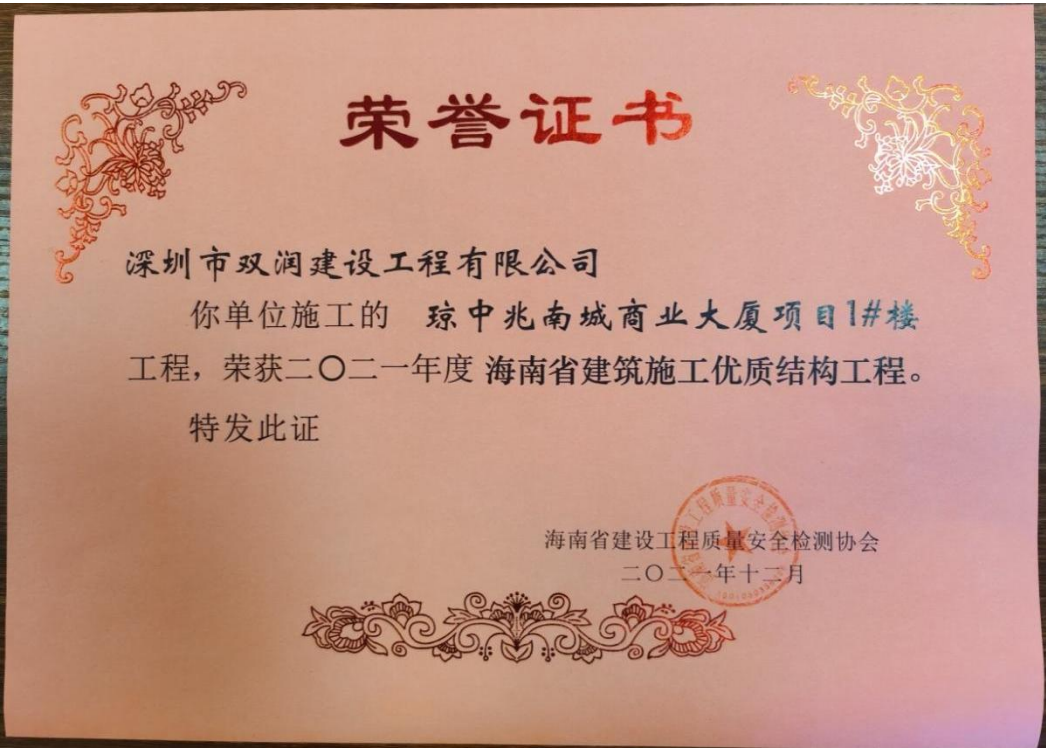 荣誉证书
深圳市双润建设工程有限公司
你单位施工的 琼中兆南城商业大厦项目1#楼
工程，荣获二〇二一年度 海南省建筑施工优质结构工程。
特发此证
海南省建设工程质量安全检测协会
二〇二一年十二月